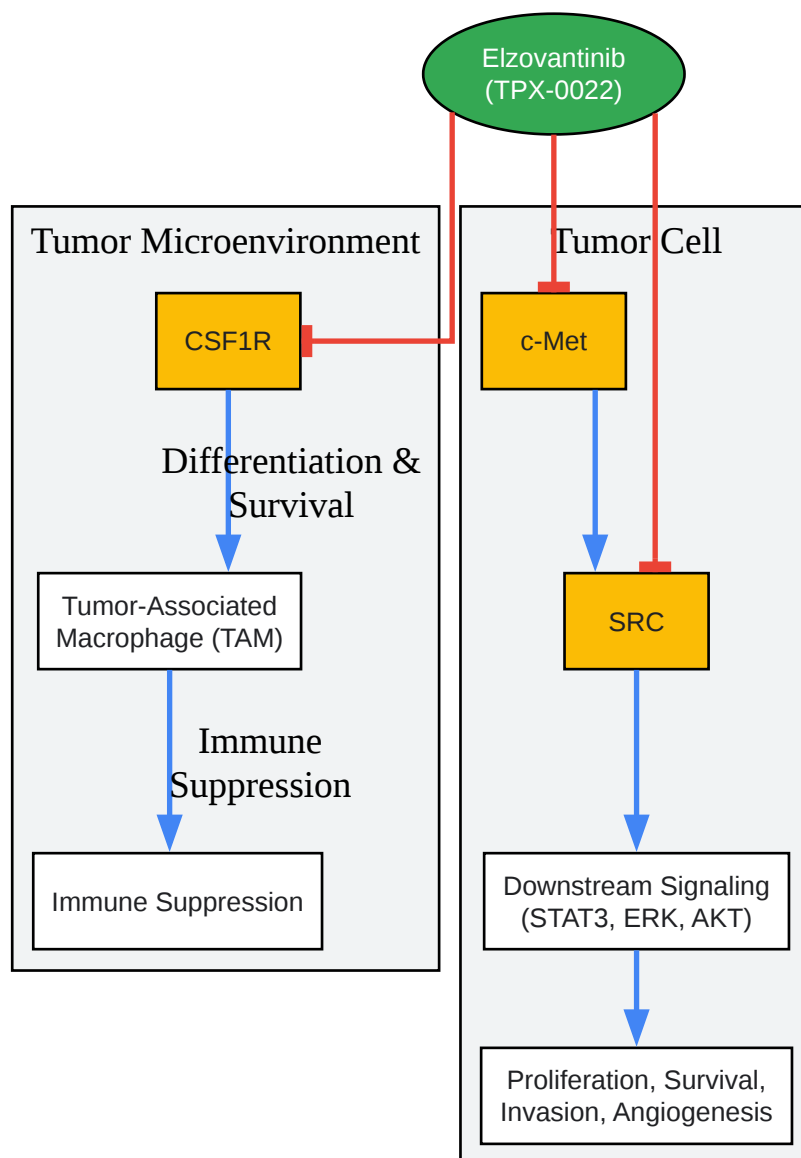 Elzovantinib
(TPX-0022)
Tumor Microenvironment
CSF1R
Differentiation &
Survival
Tumor-Associated
Macrophage (TAM)
Immune
Suppression
Immune Suppression
Tumor Cell
c-Met
SRC
Downstream Signaling
(STAT3, ERK, AKT)
Proliferation, Survival,
Invasion, Angiogenesis